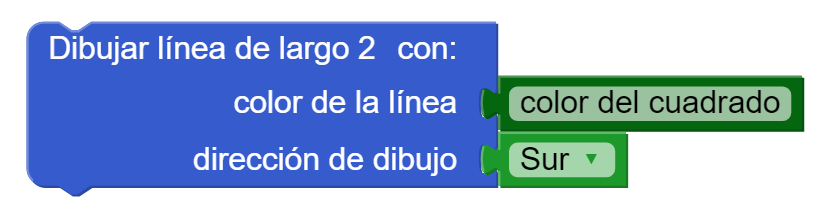 Dibujar línea de largo 2 con:
color de la línea color del cuadrado
dirección de dibujo Sur